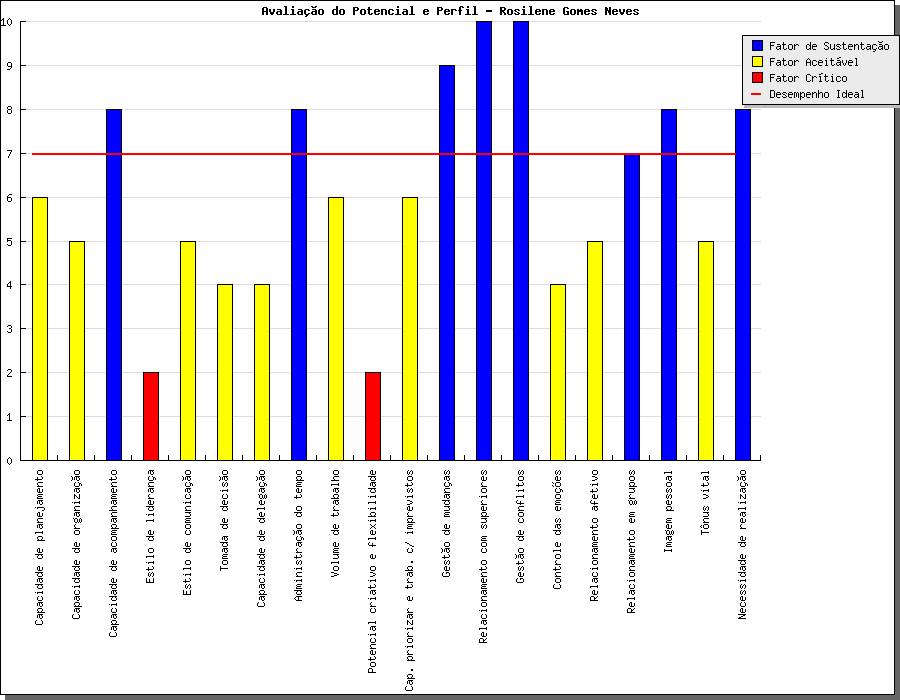 Avaliação do Potencial e Perfil - Rosilene Gomes Neves
Fator de Sustentação
Fator Aceitável
Fator Crítico
Desempenho Ideal
10
9
8
7
6
5
4
3
2
1
0
Capacidade de planejamento
Capacidade de organização
Capacidade de acompanhamento
Estilo de liderança
Estilo de comunicação
Tomada de decisão
Capacidade de delegação
Administração do tempo
Volume de trabalho
Potencial criativo e flexibilidade
Cap. priorizar e trab. c/ imprevistos
Gestão de mudanças
Relacionamento com superiores
Gestão de conflitos
Controle das emoções
Relacionamento afetivo
Relacionamento em grupos
Imagem pessoal
Tônus vital
Necessidade de realização